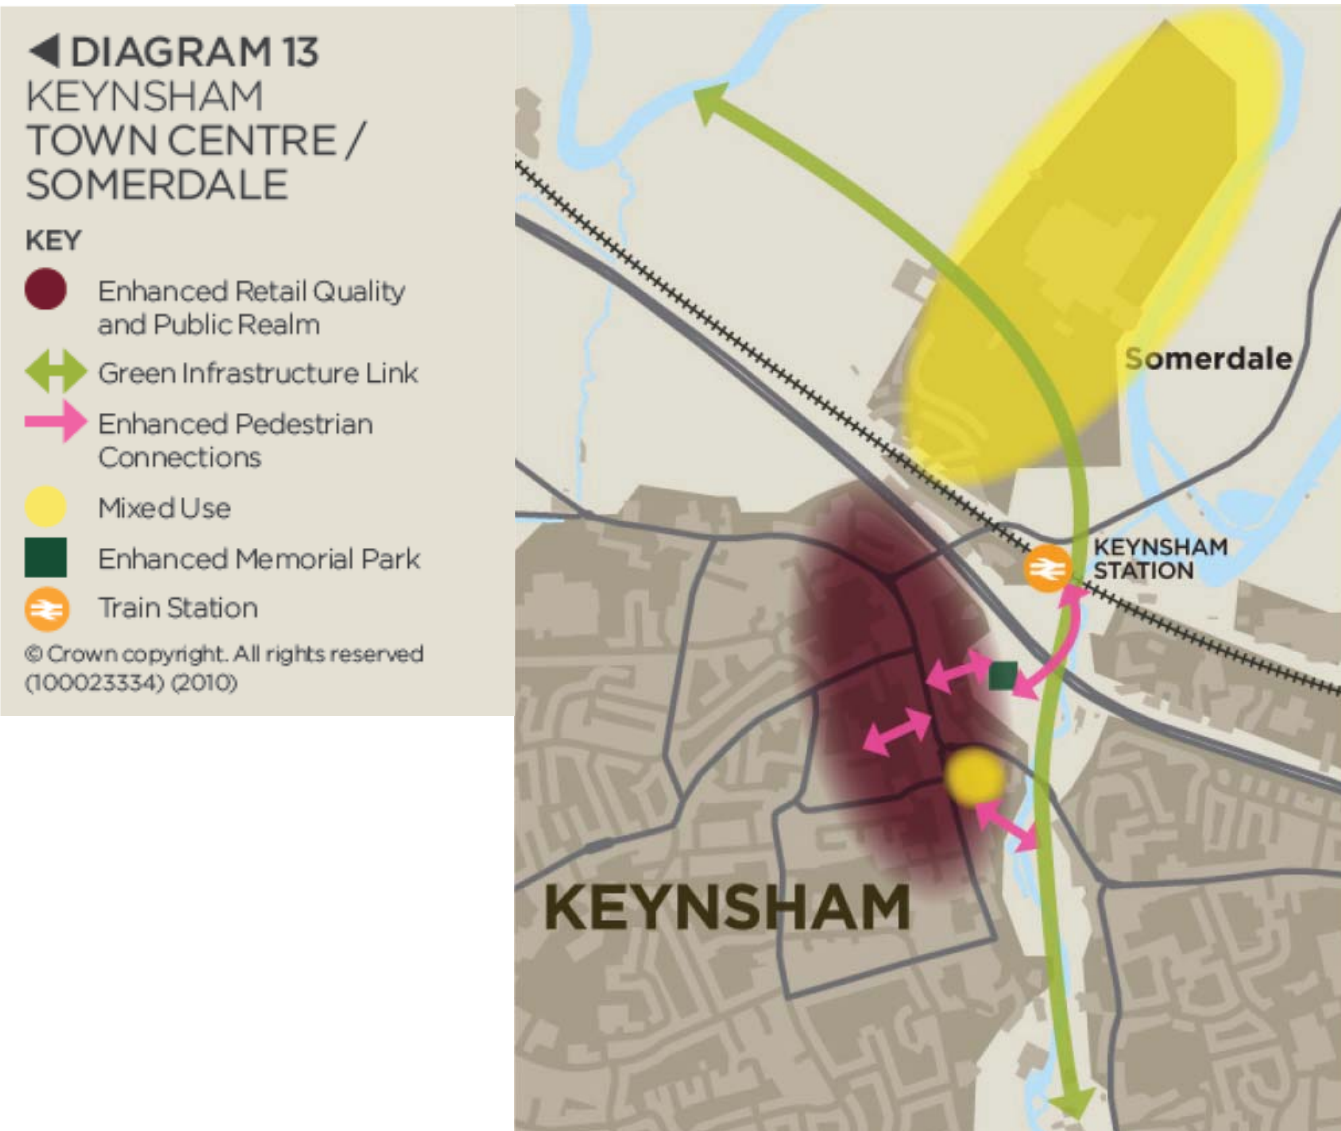 DIAGRAM 13
KEYNSHAM
TOWN CENTRE /
SOMERDALE
KEY
Enhanced Retail Quality
and Public Realm
Green Infrastructure Link
Enhanced Pedestrian
Connections
Mixed Use
Enhanced Memorial Park
Train Station
© Crown copyright. All rights reserved
(100023334) (2010)
Somerdale
KEYNSHAM
STATION
KEYNSHAM